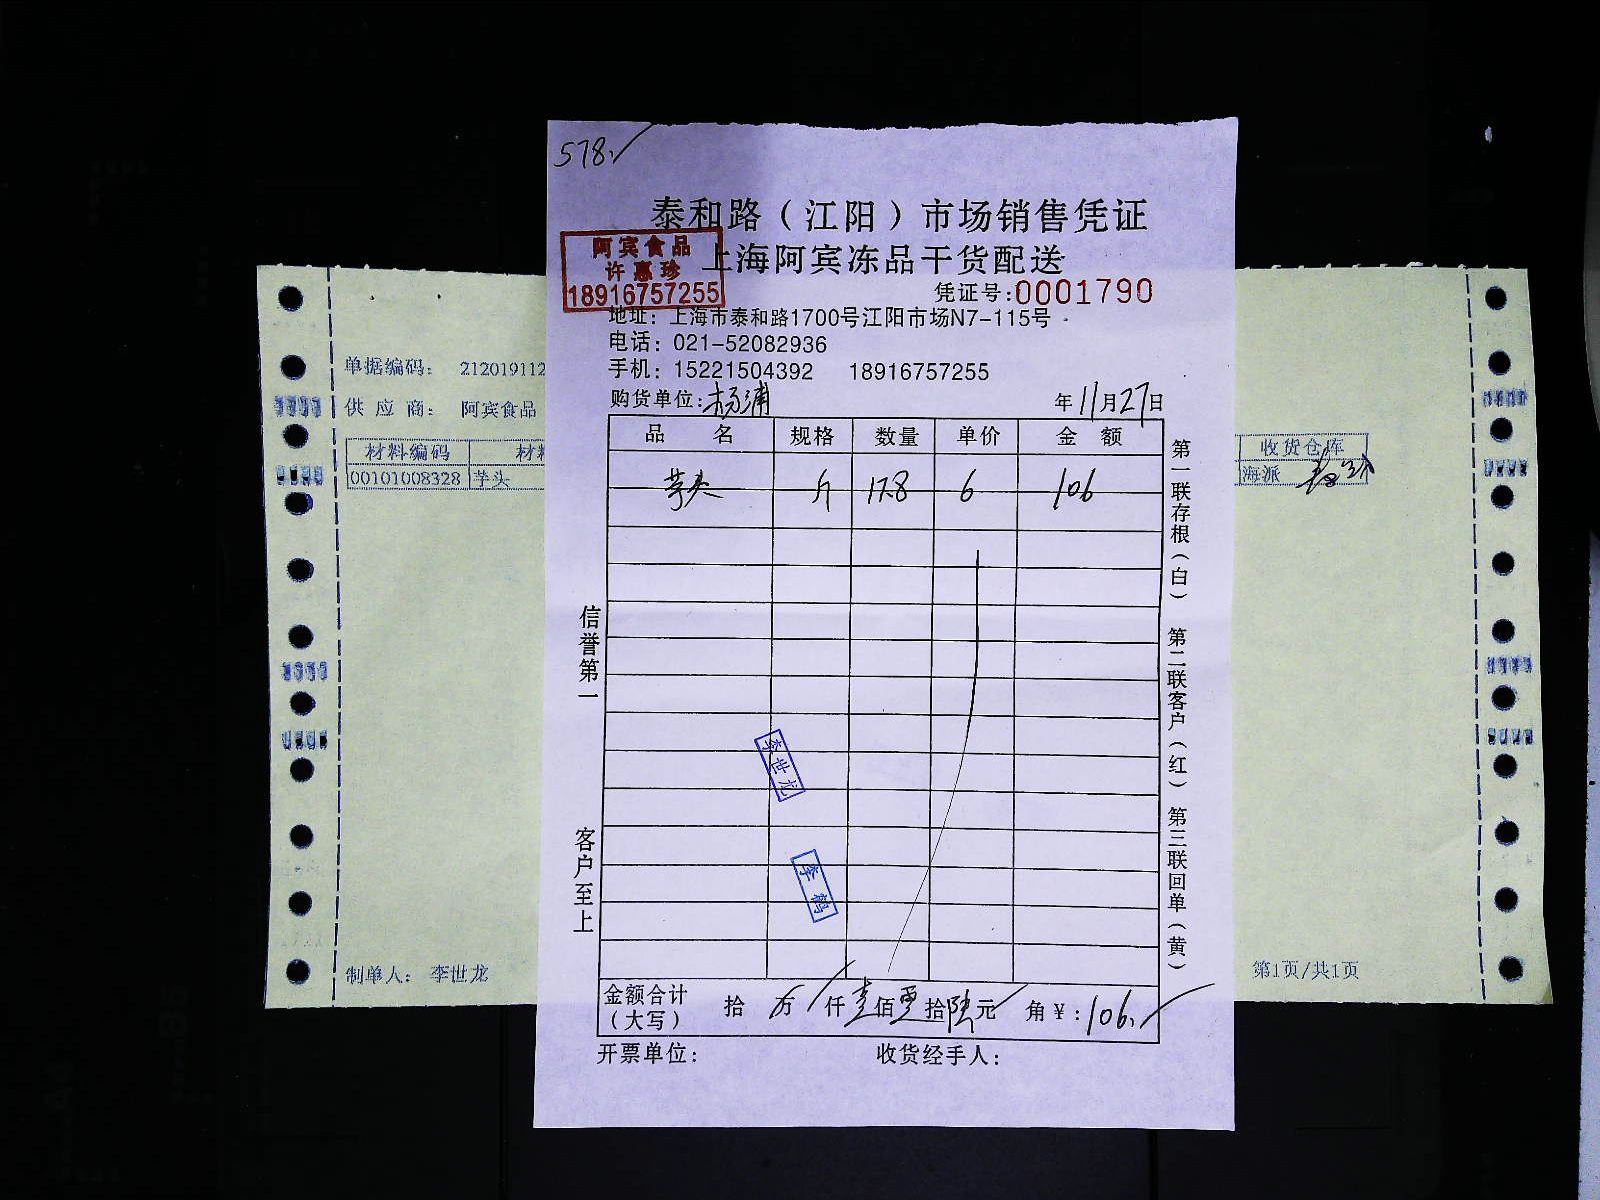 578.
泰和路（江阳）市场销售凭证
上海阿宾冻品干货配送
阿宾食品
许惠珍
18916757255
凭证号:0001790
地址：上海市泰和路1700号江阳市场N7-115号
电话：021-52082936
手机：15221504392 18916757255
购货单位:杨浦 年11月27日
品名 规格 数量 单价 金额
芋头 斤 17.8 6 106
信誉第一
客户至上
李世龙
李鹤
第一联存根（白） 第二联客户（红） 第三联回单（黄）
金额合计（大写） 拾 万 仟壹佰零拾陆元 角￥:106.
开票单位: 收货经手人:
单据编码： 212019112
供应商： 阿宾食品
材料编码 材料 收货仓库
00101008328 芋头 海派
制单人： 李世龙 第1页/共1页